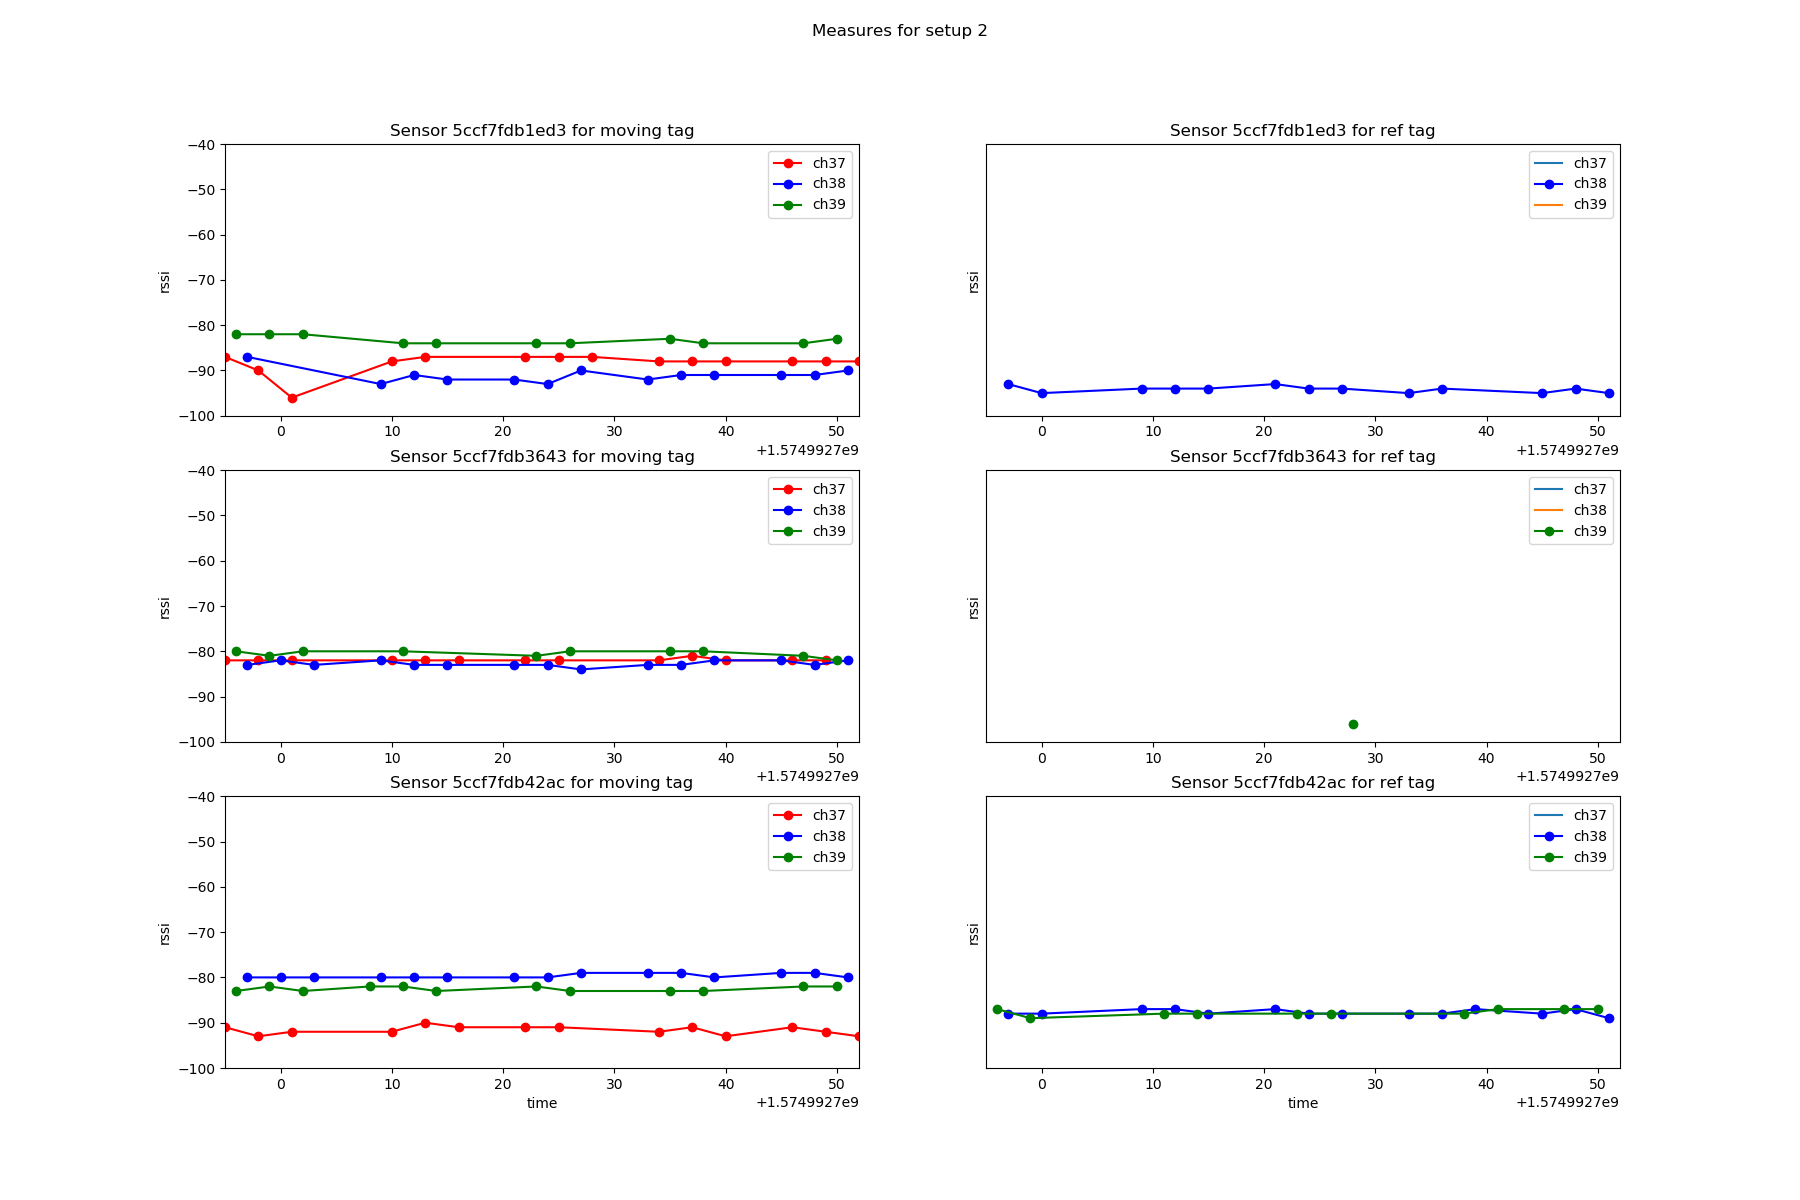 Measures for setup 2
Sensor 5ccf7fdb1ed3 for moving tag
−40
−50
−60
−70
−80
−90
−100
rssi
ch37
ch38
ch39
0 10 20 30 40 50
+1.5749927e9
Sensor 5ccf7fdb1ed3 for ref tag
rssi
ch37
ch38
ch39
0 10 20 30 40 50
+1.5749927e9
Sensor 5ccf7fdb3643 for moving tag
−40
−50
−60
−70
−80
−90
−100
rssi
ch37
ch38
ch39
0 10 20 30 40 50
+1.5749927e9
Sensor 5ccf7fdb3643 for ref tag
rssi
ch37
ch38
ch39
0 10 20 30 40 50
+1.5749927e9
Sensor 5ccf7fdb42ac for moving tag
−40
−50
−60
−70
−80
−90
−100
rssi
ch37
ch38
ch39
0 10 20 30 40 50
time
+1.5749927e9
Sensor 5ccf7fdb42ac for ref tag
rssi
ch37
ch38
ch39
0 10 20 30 40 50
time
+1.5749927e9